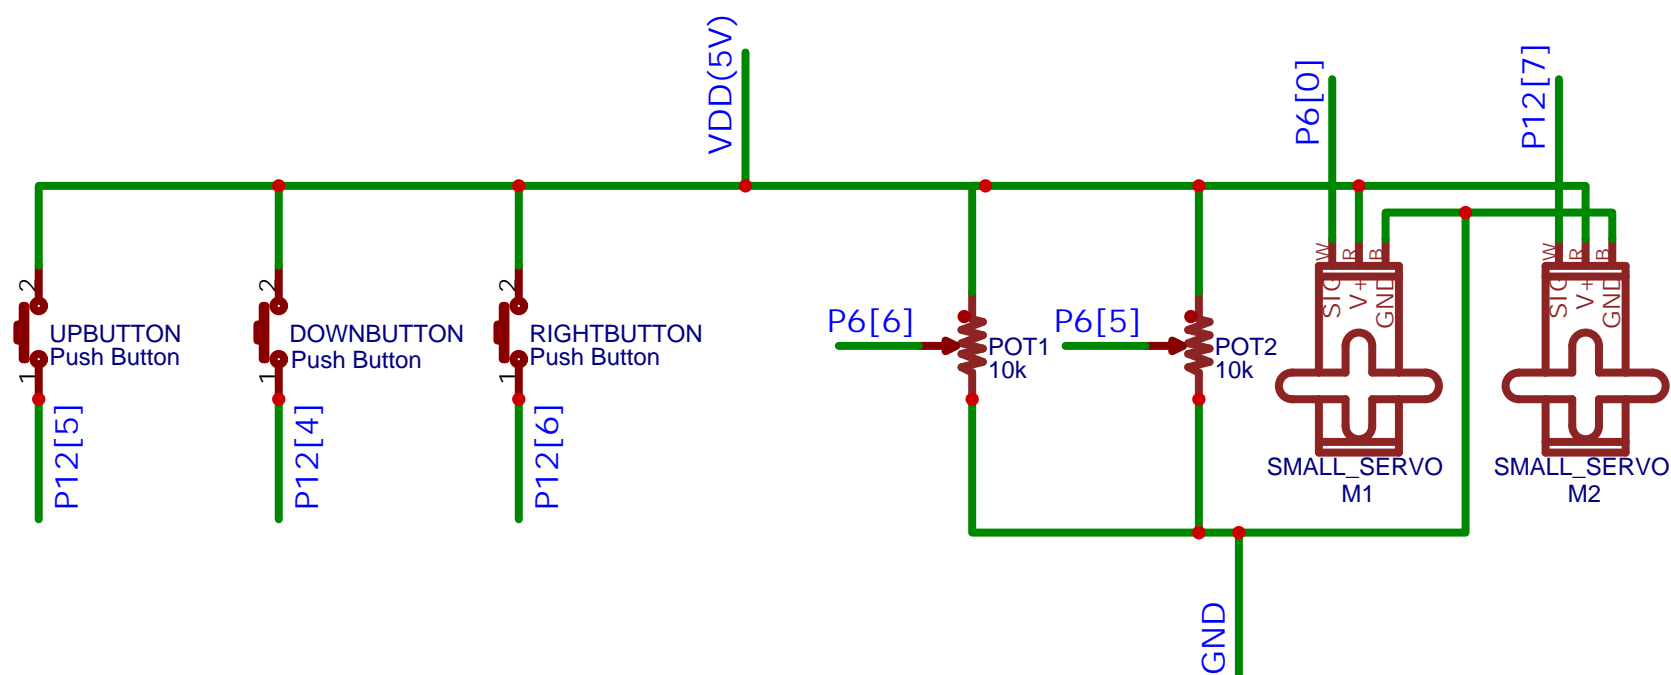 VDD(5V)
P6[0]
P12[7]
2
UPBUTTON
Push Button
1
P12[5]
2
DOWNBUTTON
Push Button
1
P12[4]
2
RIGHTBUTTON
Push Button
1
P12[6]
P6[6]
POT1
10k
P6[5]
POT2
10k
W
R
B
SIG
V+
GND
SMALL_SERVO
M1
W
R
B
SIG
V+
GND
SMALL_SERVO
M2
GND